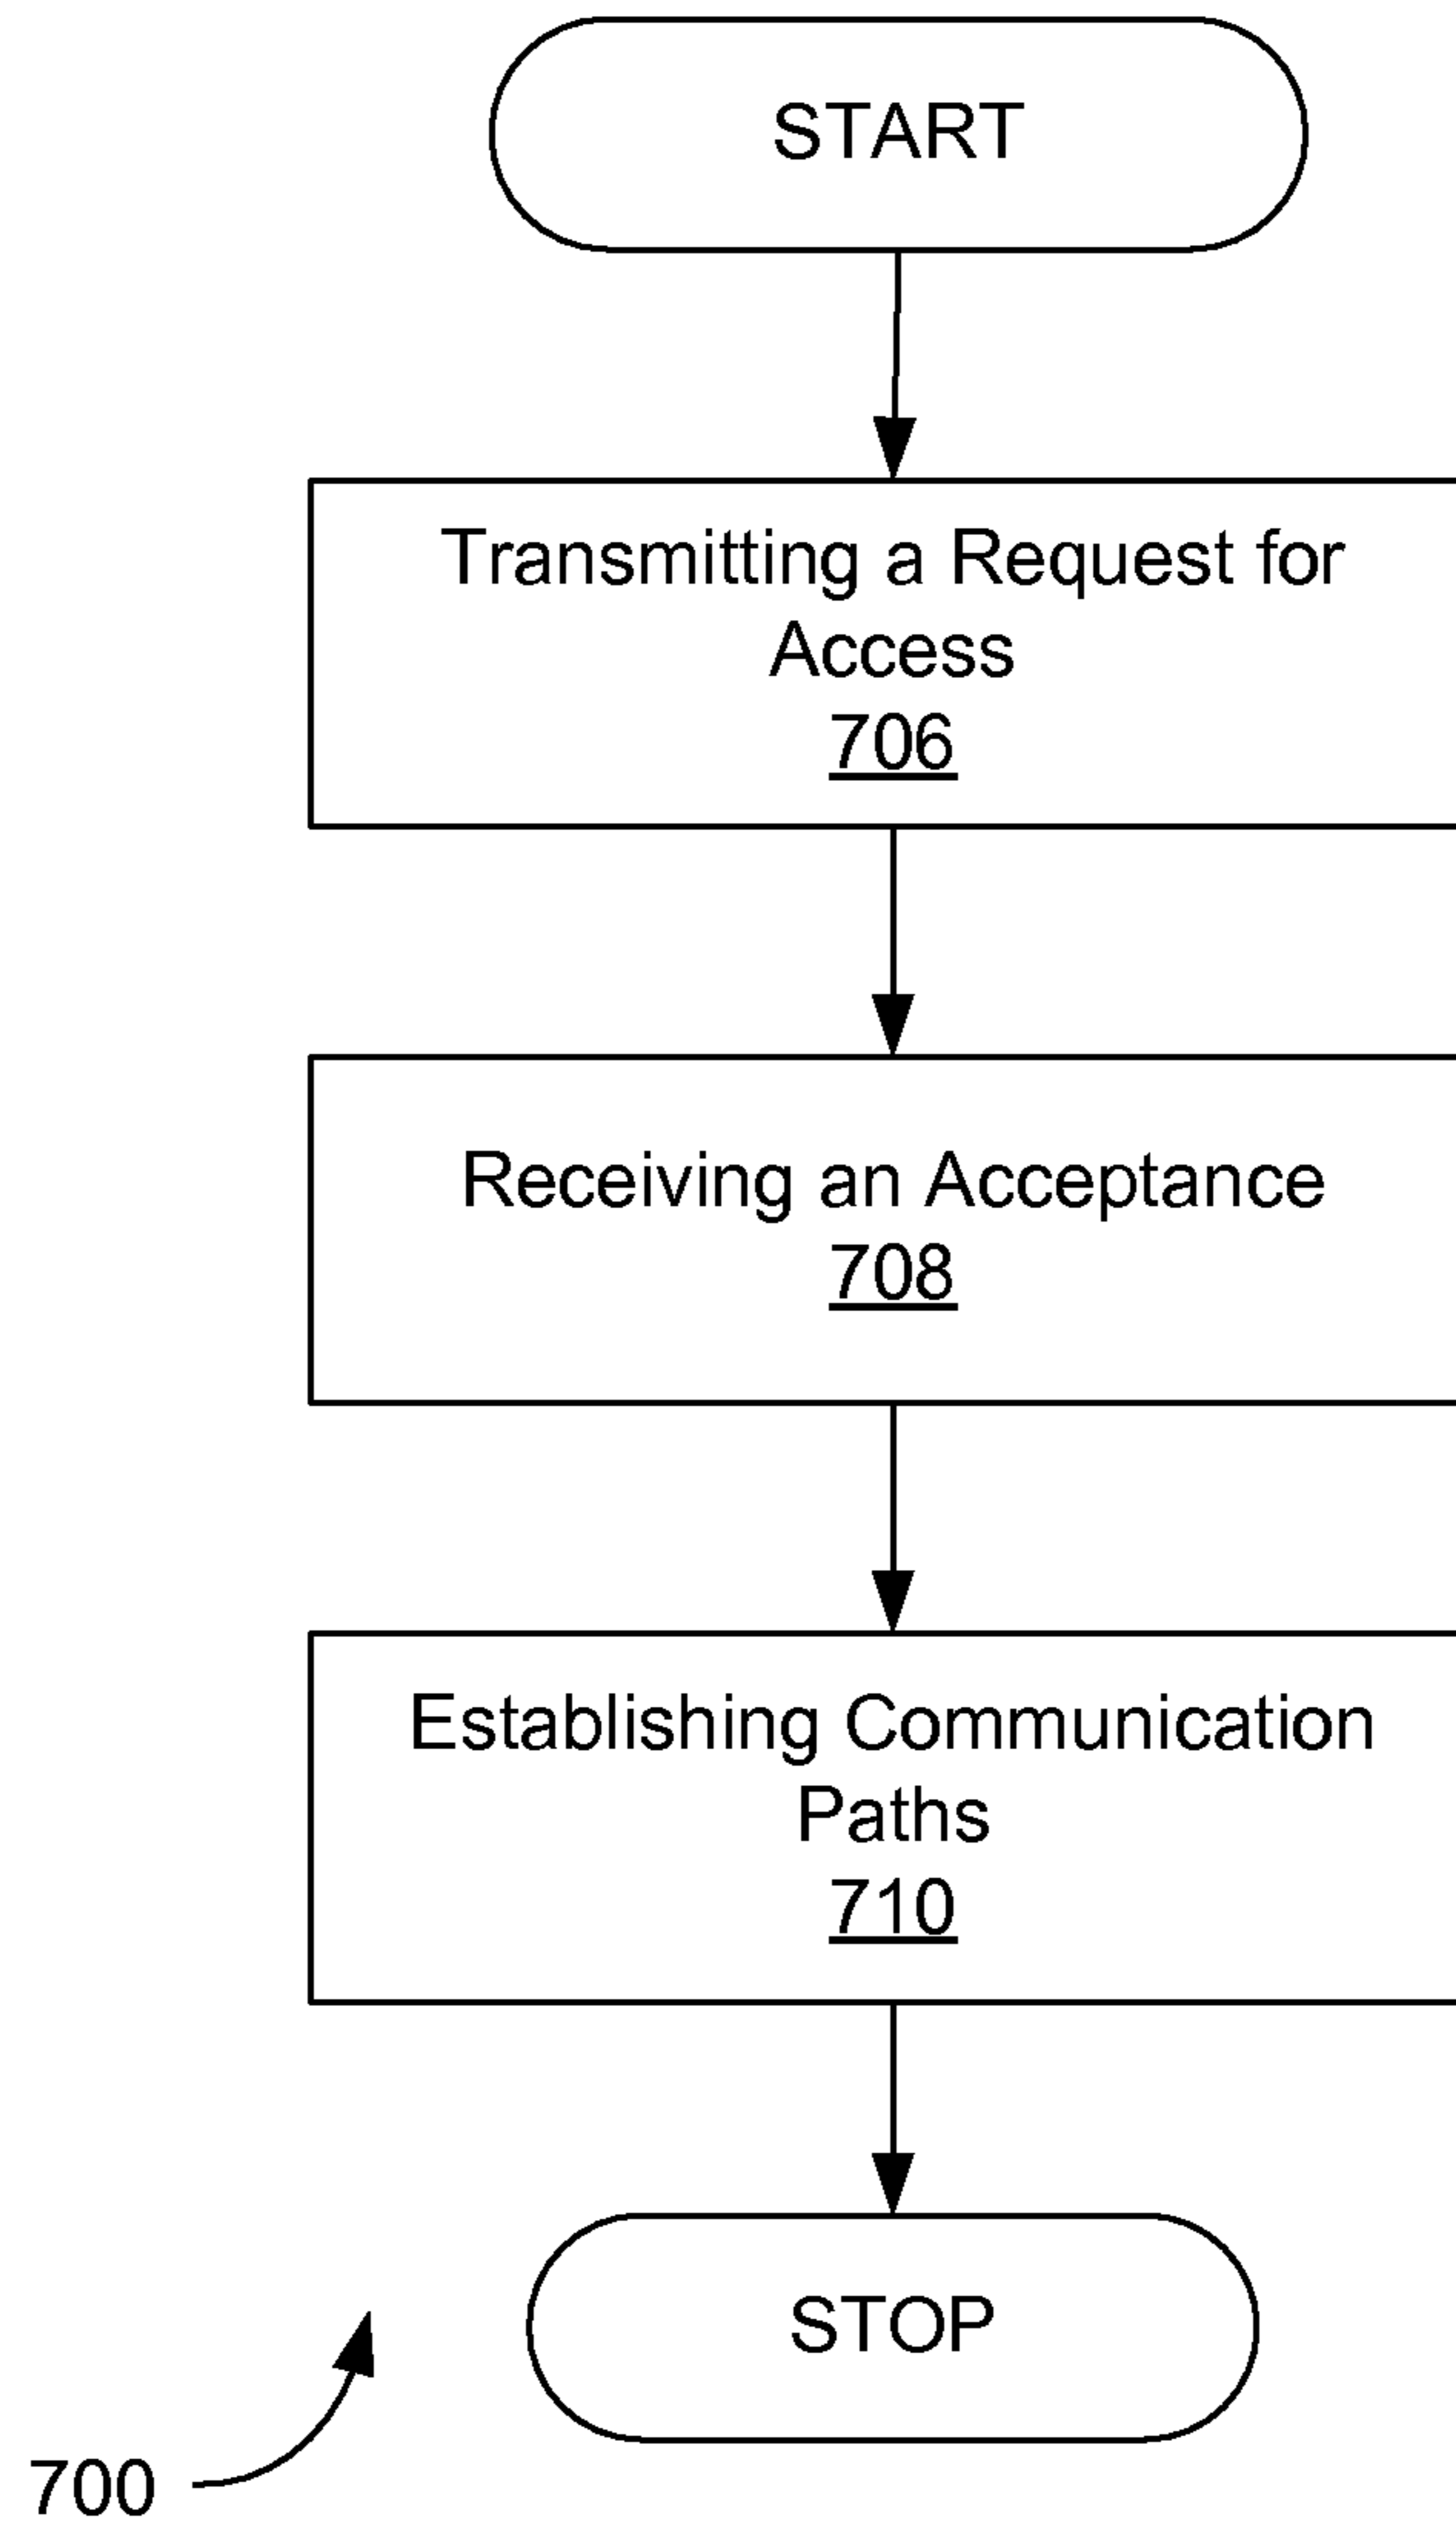 START
Transmitting a Request for
Access
706
Receiving an Acceptance
708
Establishing Communication
Paths
710
STOP
700